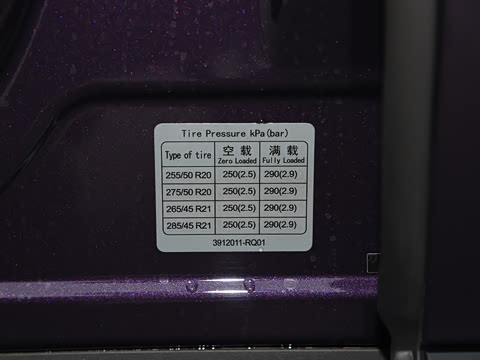 Tire Pressure kPa(bar)
Type of tire 空载 Zero Loaded 满载 Fully Loaded
255/50 R20 250(2.5) 290(2.9)
275/50 R20 250(2.5) 290(2.9)
265/45 R21 250(2.5) 290(2.9)
285/45 R21 250(2.5) 290(2.9)
3912011-RQ01